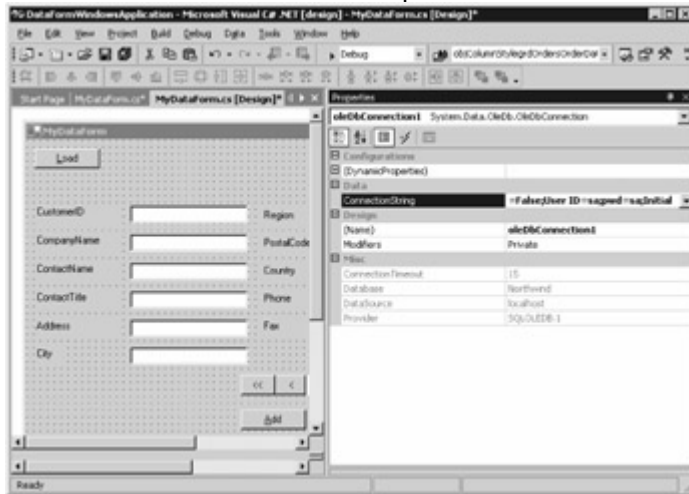 DataFormWindowsApplication - Microsoft Visual C# .NET [design] - MyDataForm.cs [Design]*
File Edit View Project Build Debug Data Tools Window Help
Debug
Start Page MyDataForm.cs* MyDataForm.cs [Design]*
Properties
oleDbConnection1 System.Data.OleDb.OleDbConnection
MyDataForm
Load
CustomerID
Region
CompanyName
PostalCode
ContactName
Country
ContactTitle
Phone
Address
Fax
City
<< <
Add
Configurations
(DynamicProperties)
Data
ConnectionString =False;User ID=sa;pwd=sa;Initial
Design
(Name) oleDbConnection1
Modifiers Private
Misc
ConnectionTimeout 15
Database Northwind
DataSource localhost
Provider SQLOLEDB.1
Ready